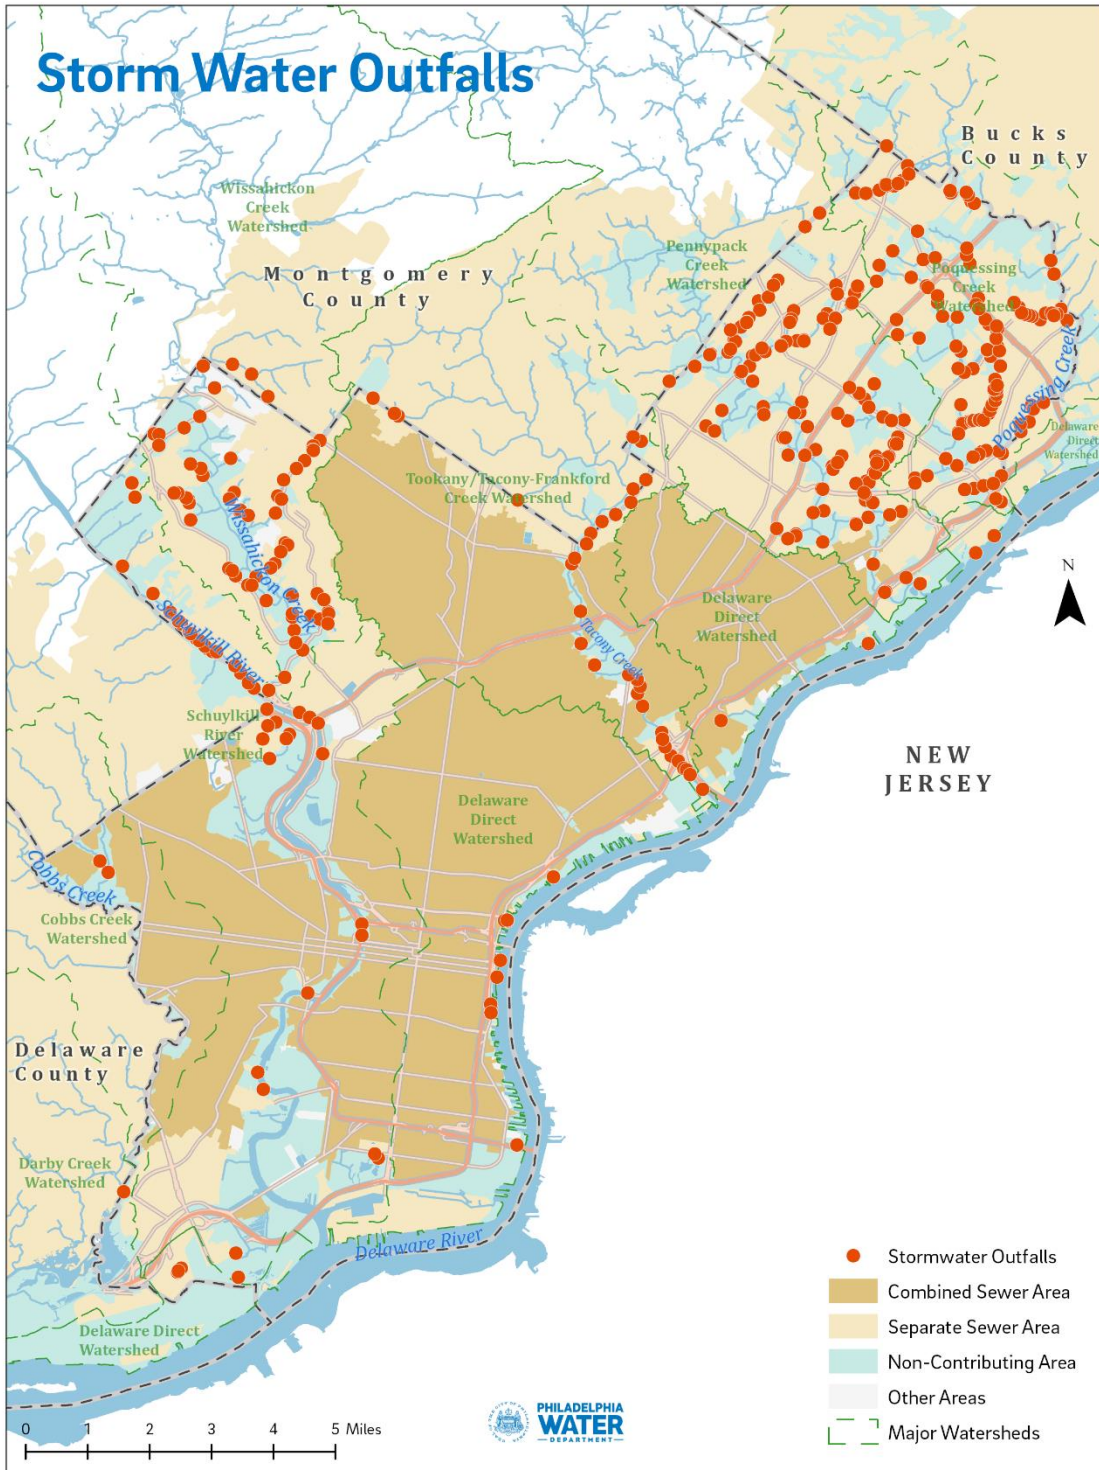 Storm Water Outfalls
Bucks
County
Wissahickon
Creek
Watershed
Montgomery
County
Pennypack
Creek
Watershed
Poquessing
Creek
Watershed
Poquessing Creek
Delaware
Direct
Watershed
Tookany/Tacony-Frankford
Creek Watershed
Wissahickon Creek
N
Schuylkill River
Delaware
Direct
Watershed
Tacony Creek
Schuylkill
River
Watershed
NEW
JERSEY
Delaware
Direct
Watershed
Cobbs Creek
Cobbs Creek
Watershed
Delaware
County
Darby Creek
Watershed
Delaware River
Delaware Direct
Watershed
Stormwater Outfalls
Combined Sewer Area
Separate Sewer Area
Non-Contributing Area
Other Areas
Major Watersheds
0 1 2 3 4 5 Miles
PHILADELPHIA
WATER
DEPARTMENT